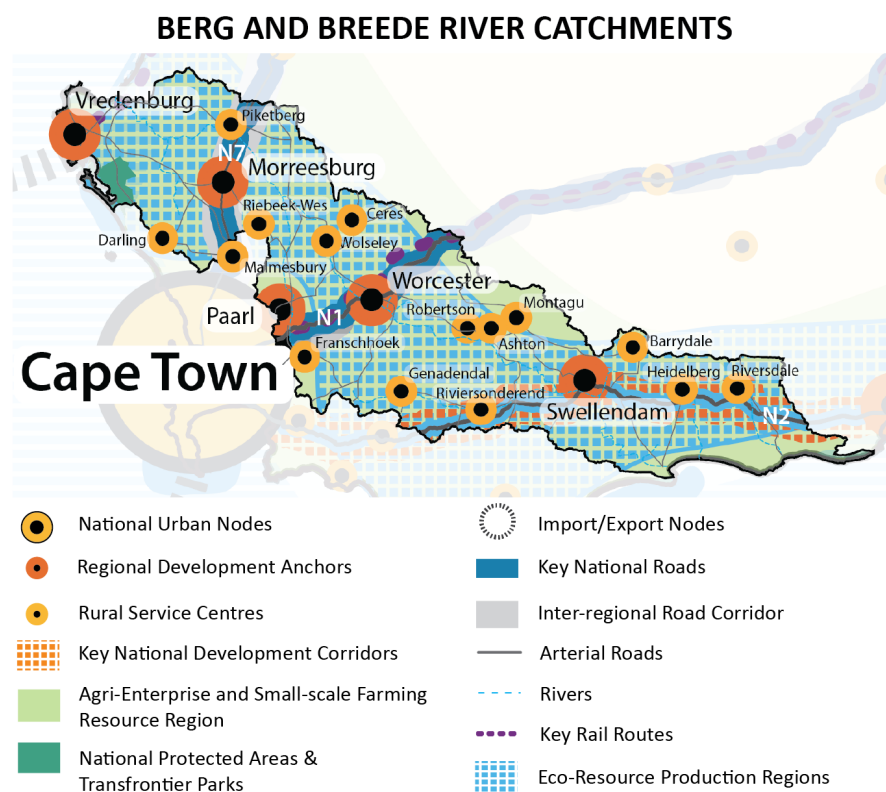 BERG AND BREEDE RIVER CATCHMENTS
Vredenburg
Piketberg
N7
Morreesburg
Riebeek-Wes
Ceres
Darling
Wolseley
Malmesbury
Worcester
Paarl
N1
Robertson
Montagu
Ashton
Franschhoek
Barrydale
Cape Town
Genadendal
Heidelberg
Riversdale
Riviersonderend
Swellendam
N2
National Urban Nodes
Regional Development Anchors
Rural Service Centres
Key National Development Corridors
Agri-Enterprise and Small-scale Farming
Resource Region
National Protected Areas &
Transfrontier Parks
Import/Export Nodes
Key National Roads
Inter-regional Road Corridor
Arterial Roads
Rivers
Key Rail Routes
Eco-Resource Production Regions